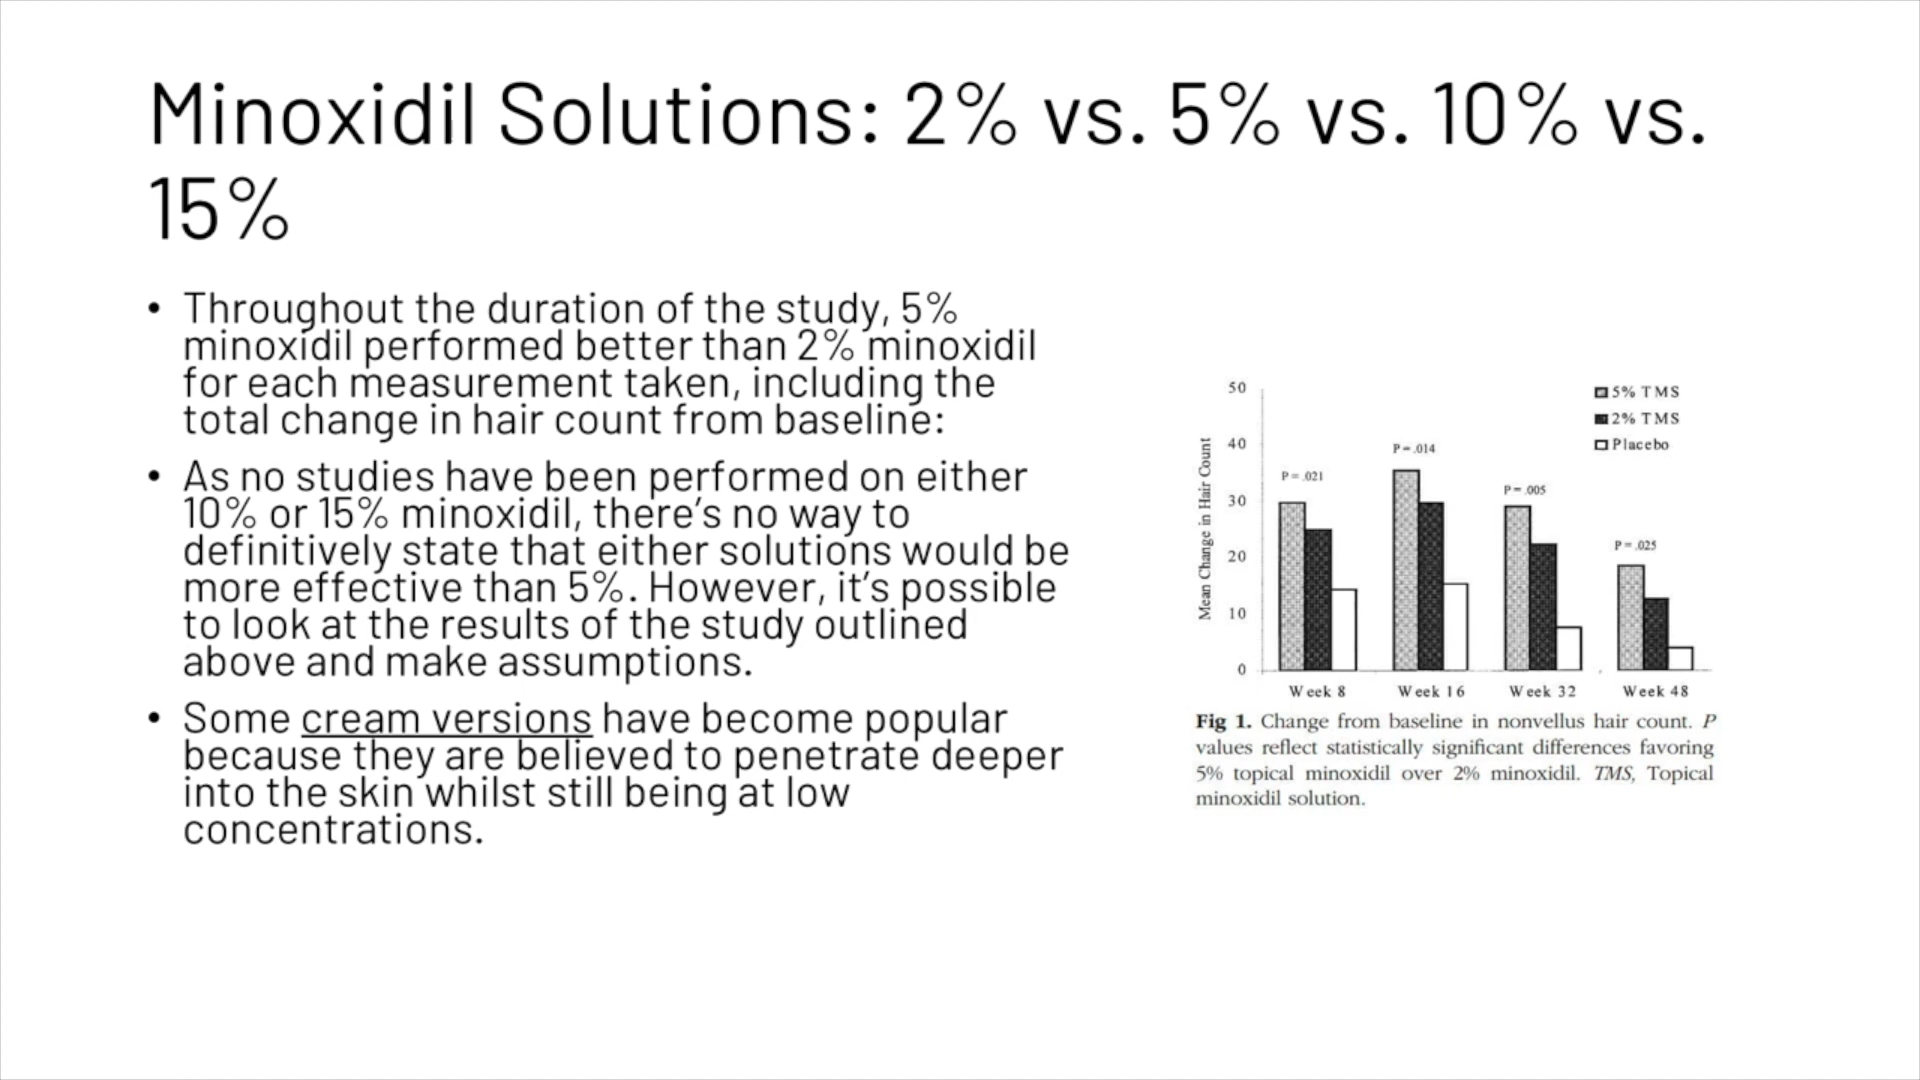 Minoxidil Solutions: 2% vs. 5% vs. 10% vs.
15%
• Throughout the duration of the study, 5%
minoxidil performed better than 2% minoxidil
for each measurement taken, including the
total change in hair count from baseline:
• As no studies have been performed on either
10% or 15% minoxidil, there's no way to
definitively state that either solutions would be
more effective than 5%. However, it's possible
to look at the results of the study outlined
above and make assumptions.
• Some cream versions have become popular
because they are believed to penetrate deeper
into the skin whilst still being at low
concentrations.
Mean Change in Hair Count
50
40
30
20
10
0
5% TMS
2% TMS
Placebo
P = .021
P = .014
P = .005
P = .025
Week 8
Week 16
Week 32
Week 48
Fig 1. Change from baseline in nonvellus hair count. P
values reflect statistically significant differences favoring
5% topical minoxidil over 2% minoxidil. TMS, Topical
minoxidil solution.